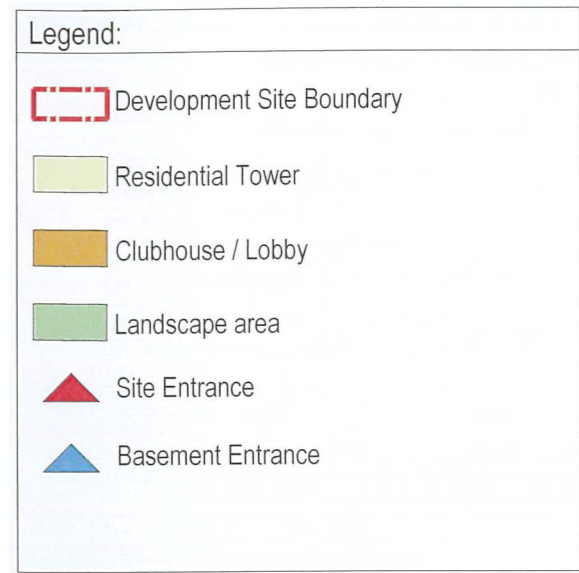 Legend:
Development Site Boundary
Residential Tower
Clubhouse / Lobby
Landscape area
Site Entrance
Basement Entrance